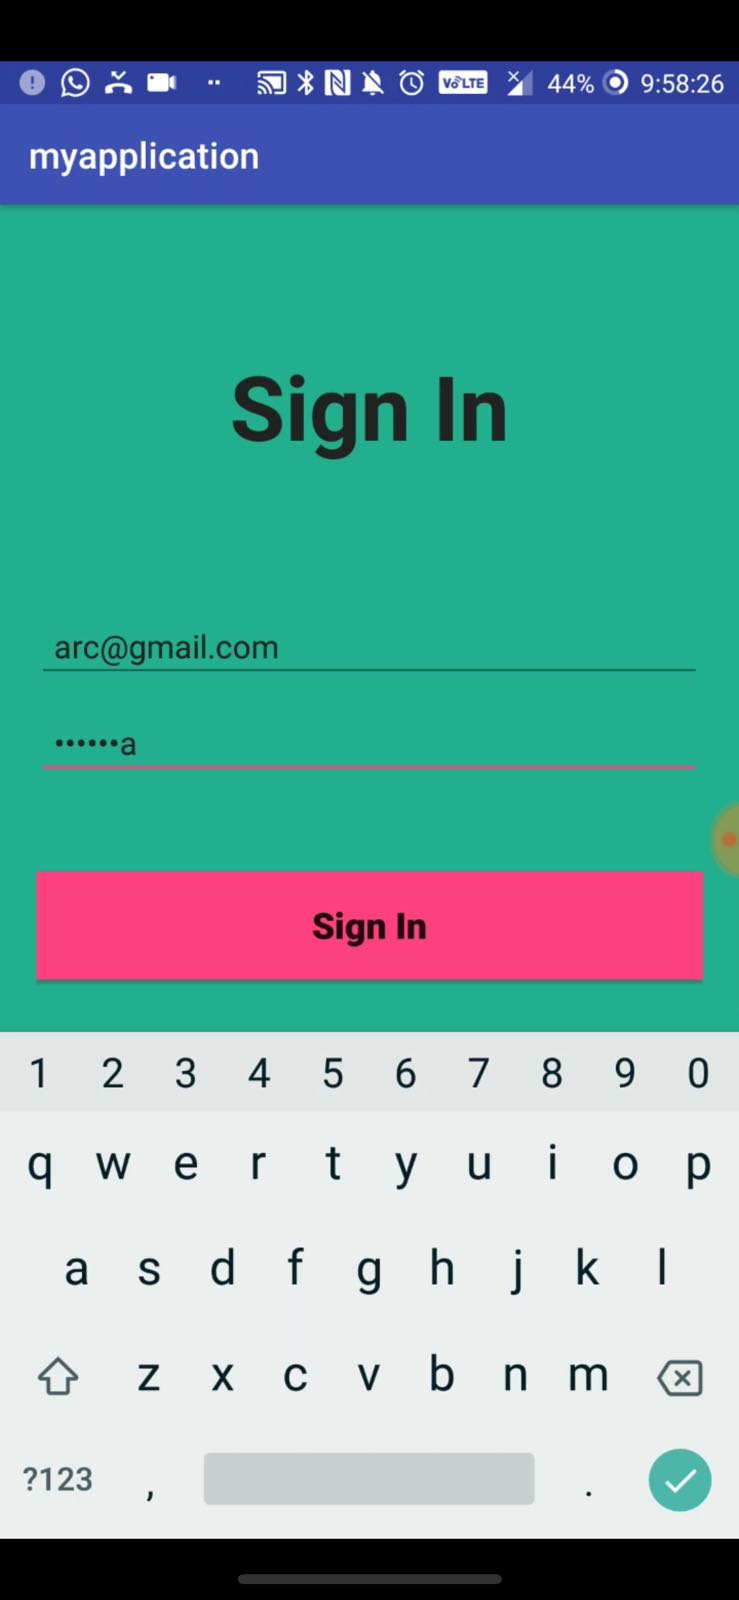 VoLTE 44% 9:58:26
myapplication
Sign In
arc@gmail.com
••••••a
Sign In
1 2 3 4 5 6 7 8 9 0
q w e r t y u i o p
a s d f g h j k l
z x c v b n m
?123 , .